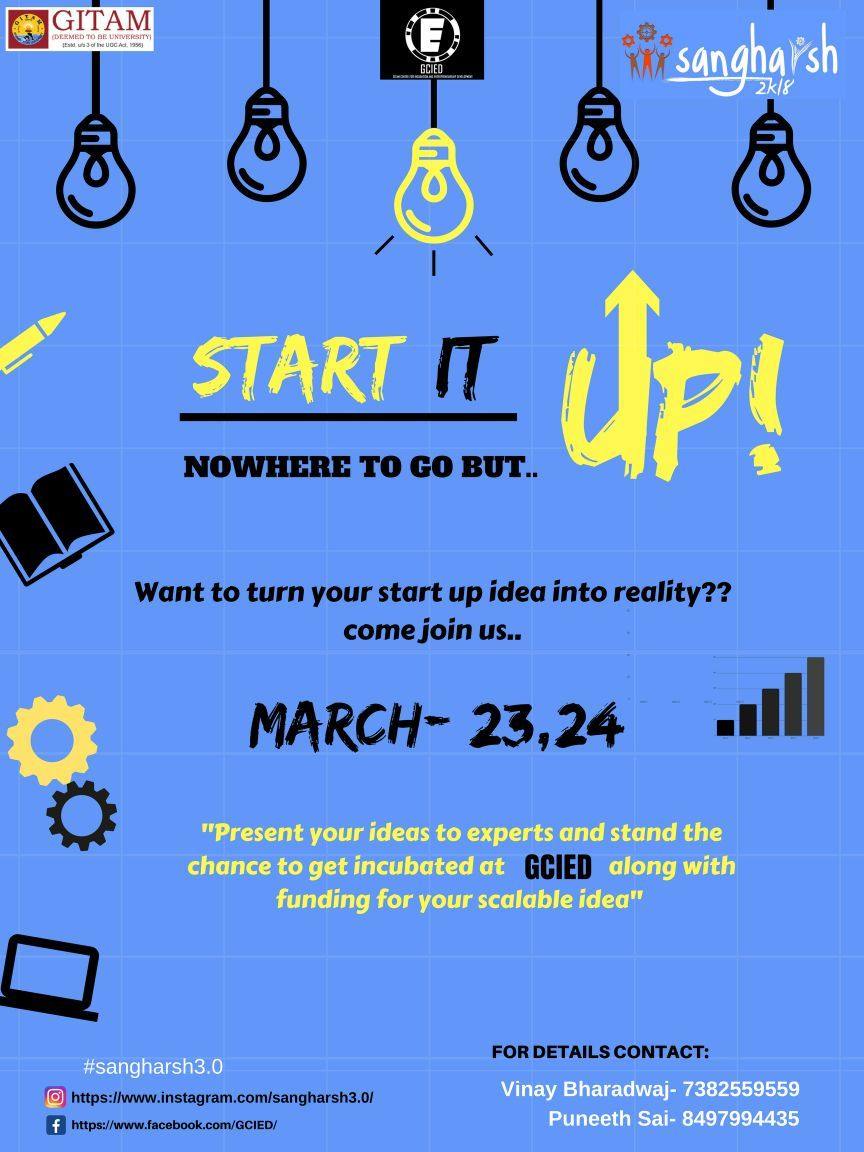 GITAM
(DEEMED TO BE UNIVERSITY)
(Estd. u/s 3 of the UGC Act, 1956)
E
GCIED
sangharsh
2k18
START IT UP!
NOWHERE TO GO BUT..
Want to turn your start up idea into reality??
come join us..
MARCH- 23,24
"Present your ideas to experts and stand the
chance to get incubated at GCIED along with
funding for your scalable idea"
#sangharsh3.0
https://www.instagram.com/sangharsh3.0/
https://www.facebook.com/GCIED/
FOR DETAILS CONTACT:
Vinay Bharadwaj- 7382559559
Puneeth Sai- 8497994435